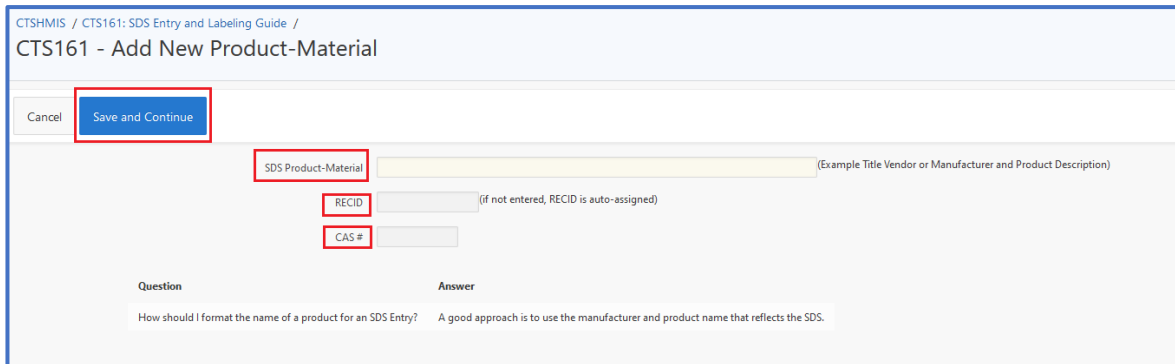 CTSHMIS / CTS161: SDS Entry and Labeling Guide /
CTS161 - Add New Product-Material
Cancel Save and Continue
SDS Product-Material (Example Title Vendor or Manufacturer and Product Description)
RECID (if not entered, RECID is auto-assigned)
CAS #
Question Answer
How should I format the name of a product for an SDS Entry? A good approach is to use the manufacturer and product name that reflects the SDS.